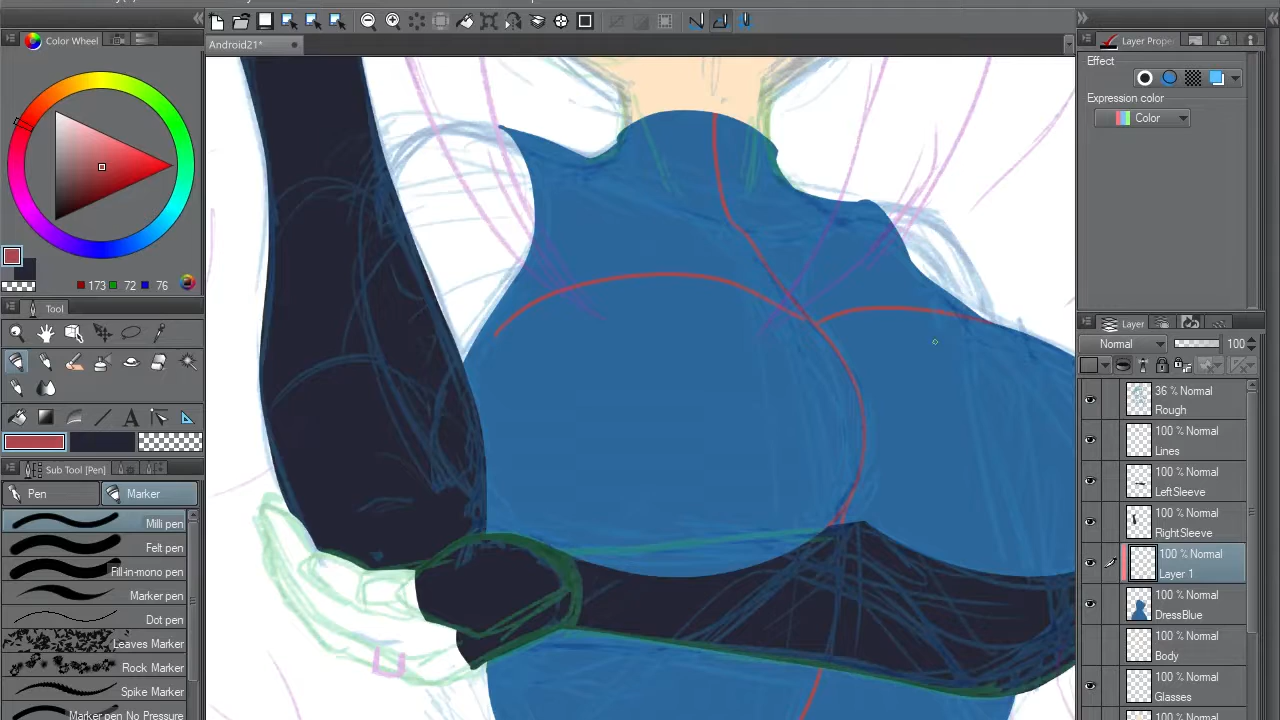 Color Wheel
Android21*
Layer Prope
Effect
Expression color
Color
173 72 76
Tool
Layer
Normal 100
36 % Normal
Rough
100 % Normal
Lines
100 % Normal
LeftSleeve
100 % Normal
RightSleeve
100 % Normal
Layer 1
100 % Normal
DressBlue
100 % Normal
Body
100 % Normal
Glasses
100 % Normal
A
Sub Tool [Pen]
Pen Marker
Milli pen
Felt pen
Fill-in-mono pen
Marker pen
Dot pen
Leaves Marker
Rock Marker
Spike Marker
Marker pen No Pressure